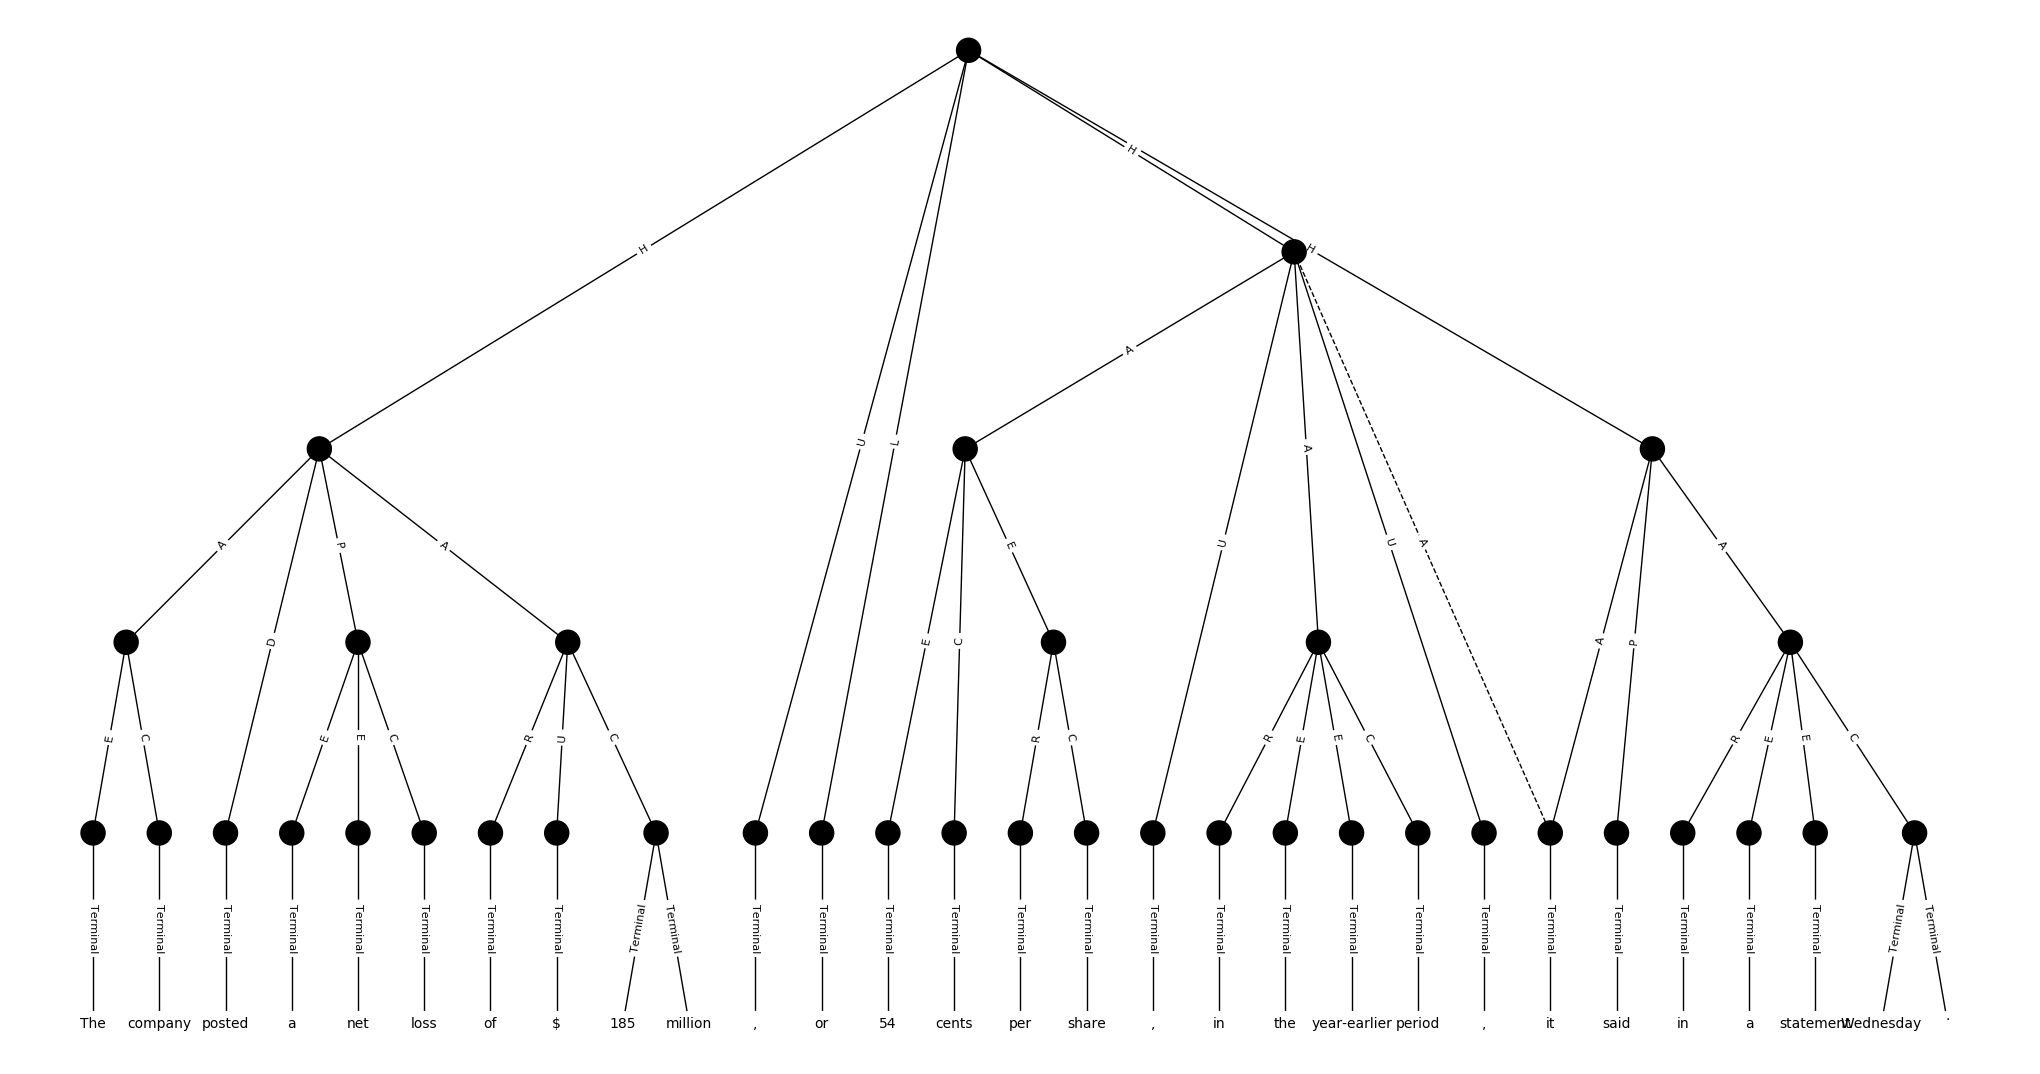 H
H
H
A
U
L
A
A
P
A
U
U
A
A
E
D
E
C
A
P
E
C
E
E
C
R
U
C
R
C
R
E
E
C
R
E
E
C
Terminal Terminal Terminal Terminal Terminal Terminal Terminal Terminal Terminal Terminal Terminal Terminal Terminal Terminal Terminal Terminal Terminal Terminal Terminal Terminal Terminal Terminal Terminal Terminal Terminal Terminal Terminal Terminal Terminal
The company posted a net loss of $ 185 million , or 54 cents per share , in the year-earlier period , it said in a statement Wednesday .